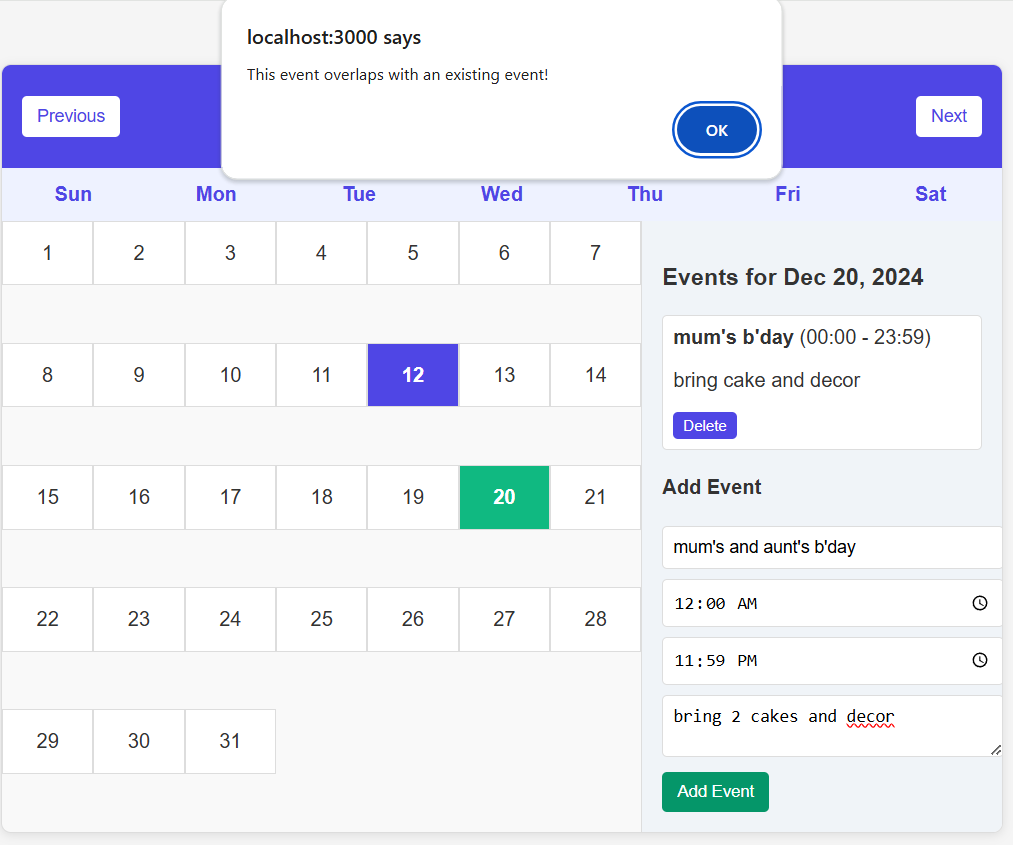 localhost:3000 says
This event overlaps with an existing event!
OK
Previous
Next
Sun Mon Tue Wed Thu Fri Sat
1 2 3 4 5 6 7
8 9 10 11 12 13 14
15 16 17 18 19 20 21
22 23 24 25 26 27 28
29 30 31
Events for Dec 20, 2024
mum's b'day (00:00 - 23:59)
bring cake and decor
Delete
Add Event
mum's and aunt's b'day
12:00 AM
11:59 PM
bring 2 cakes and decor
Add Event